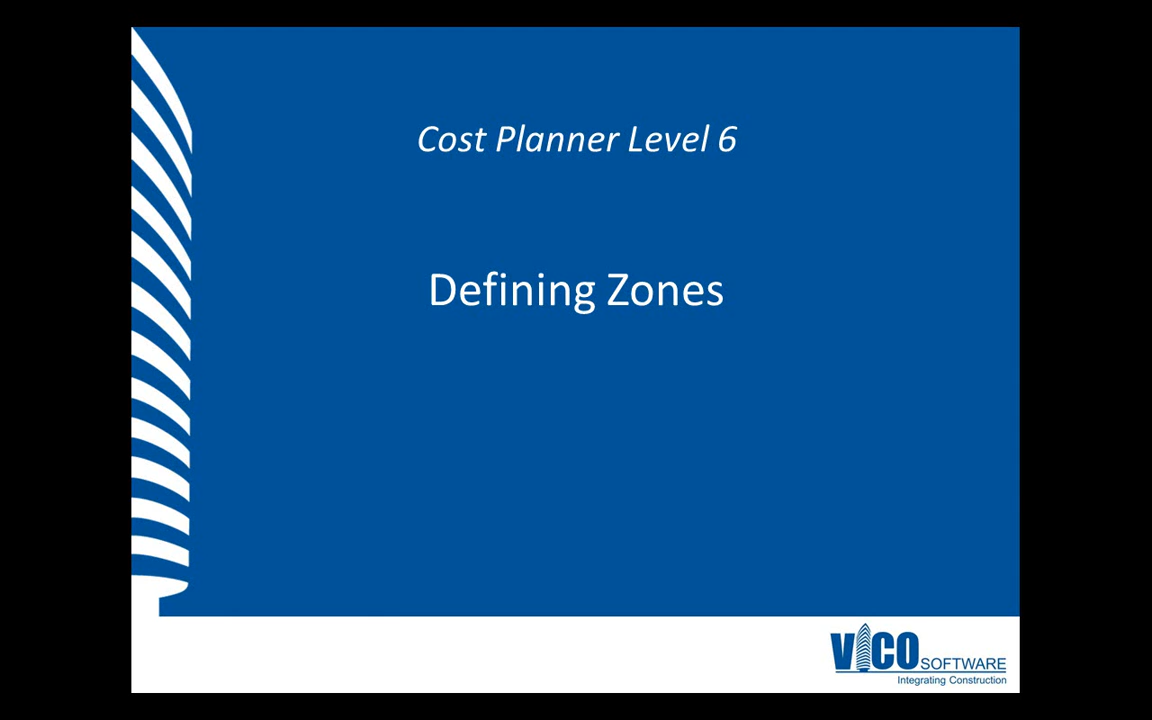 Cost Planner Level 6
Defining Zones
VICO SOFTWARE
Integrating Construction